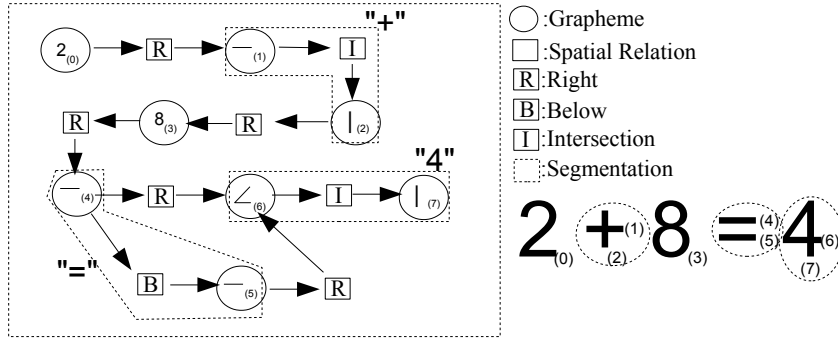 "+"
2(0) R —(1) I
R 8(3) R |(2)
"4"
—(4) R ∠(6) I |(7)
"="
B —(5) R
:Grapheme
:Spatial Relation
R:Right
B:Below
I:Intersection
:Segmentation
2(0) +(1)(2) 8(3) =(4)(5) 4(6)(7)